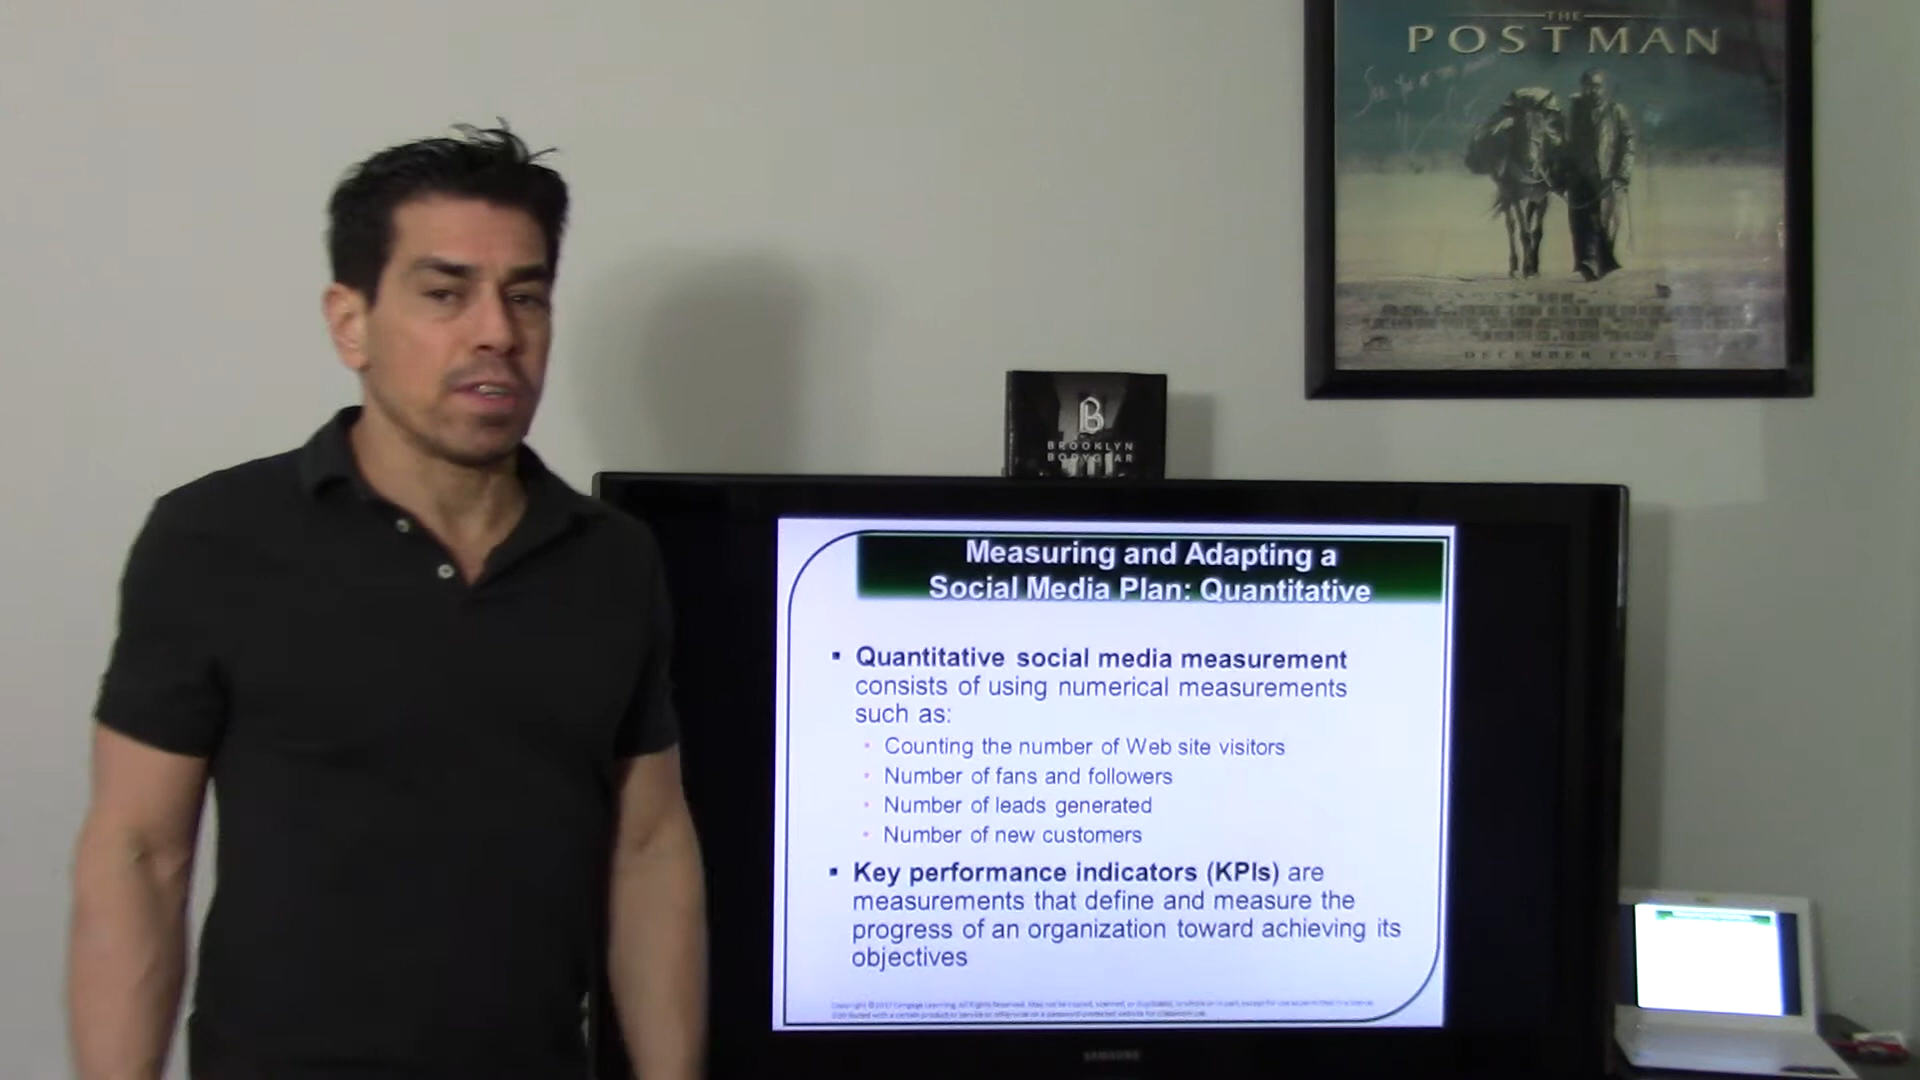 THE
POSTMAN
DECEMBER 1997
B
BROOKLYN
BODYGEAR
Measuring and Adapting a
Social Media Plan: Quantitative
▪ Quantitative social media measurement
consists of using numerical measurements
such as:
• Counting the number of Web site visitors
• Number of fans and followers
• Number of leads generated
• Number of new customers
▪ Key performance indicators (KPIs) are
measurements that define and measure the
progress of an organization toward achieving its
objectives
SAMSUNG